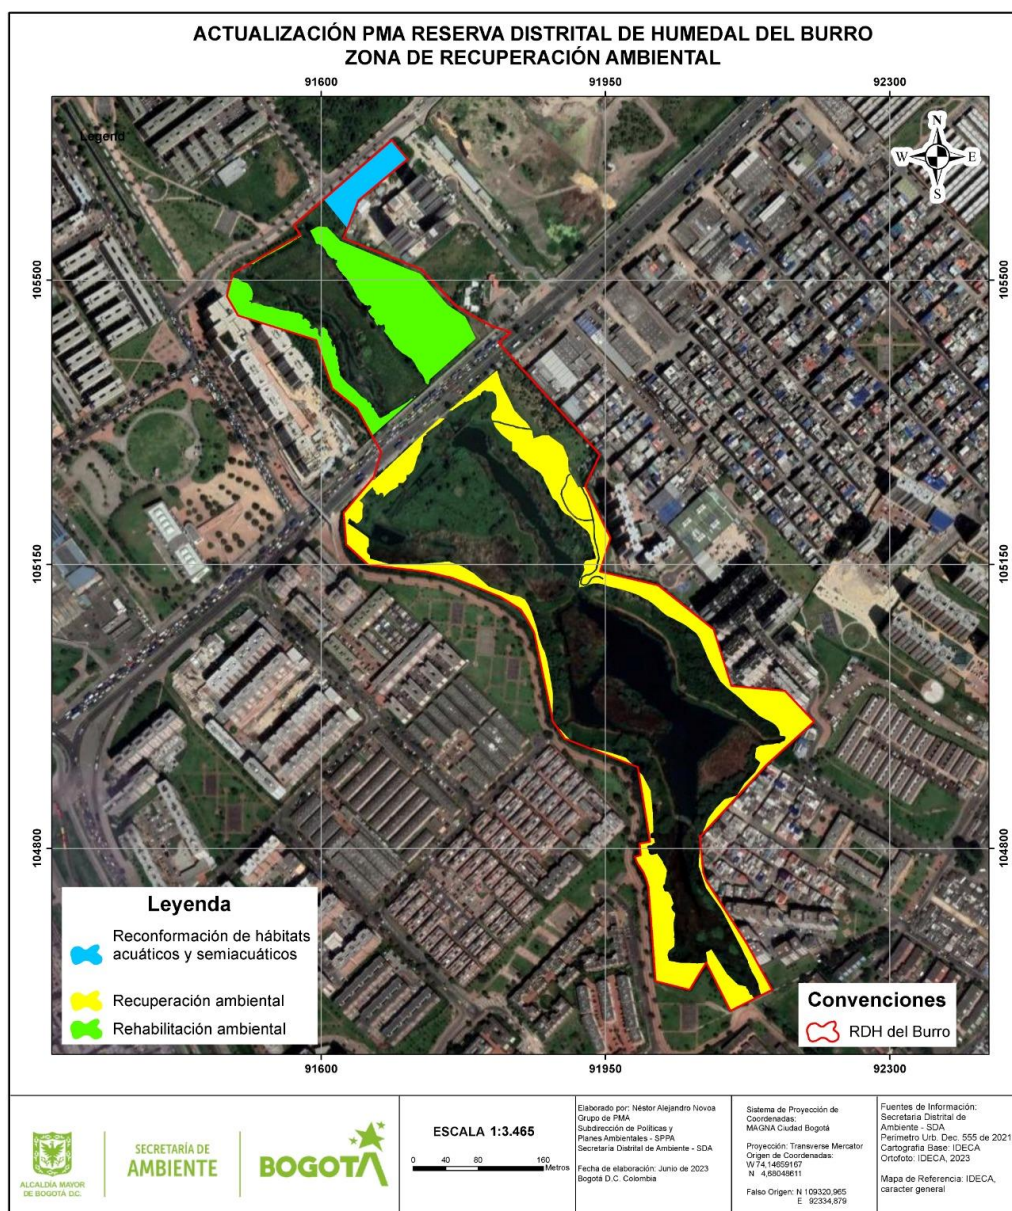 ACTUALIZACIÓN PMA RESERVA DISTRITAL DE HUMEDAL DEL BURRO
ZONA DE RECUPERACIÓN AMBIENTAL
91600
91950
92300
Legend
N
W
E
S
105500
105500
105150
105150
104800
104800
Leyenda
Reconformación de hábitats
acuáticos y semiacuáticos
Recuperación ambiental
Rehabilitación ambiental
Convenciones
RDH del Burro
91600
91950
92300
ALCALDÍA MAYOR
DE BOGOTÁ D.C.
SECRETARÍA DE
AMBIENTE
BOGOTÁ
ESCALA 1:3.465
0 40 80 160
Metros
Elaborado por: Néstor Alejandro Novoa
Grupo de PMA
Subdirección de Políticas y
Planes Ambientales - SPPA
Secretaria Distrital de Ambiente - SDA
Fecha de elaboración: Junio de 2023
Bogotá D.C. Colombia
Sistema de Proyección de
Coordenadas:
MAGNA Ciudad Bogotá
Proyección: Transverse Mercator
Origen de Coordenadas:
W 74,14659167
N 4,68048611
Falso Origen: N 109320,965
E 92334,879
Fuentes de Información:
Secretaria Distrital de
Ambiente - SDA
Perimetro Urb. Dec. 555 de 2021
Cartografia Base: IDECA
Ortofoto: IDECA, 2023
Mapa de Referencia: IDECA,
caracter general